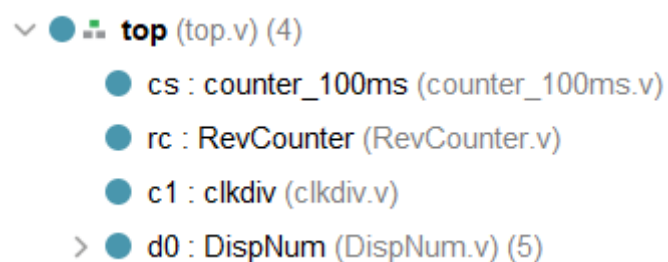 top (top.v) (4)
cs : counter_100ms (counter_100ms.v)
rc : RevCounter (RevCounter.v)
c1 : clkdiv (clkdiv.v)
d0 : DispNum (DispNum.v) (5)